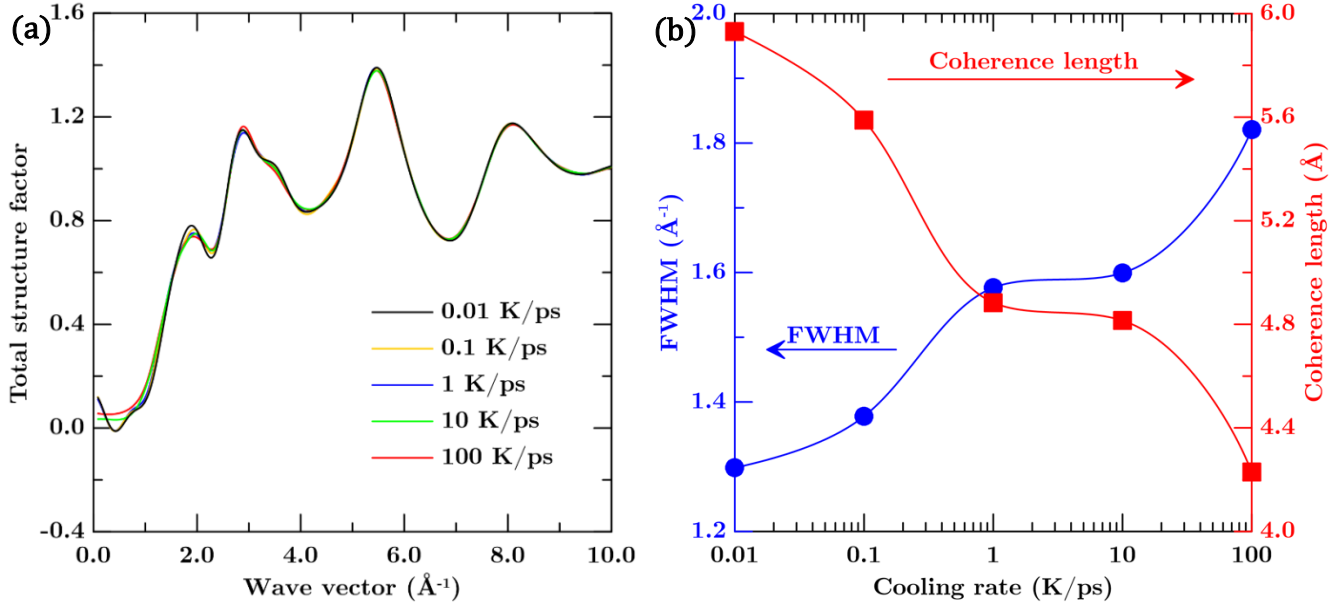 (a)
1.6
1.2
0.8
0.4
0.0
-0.4
Total structure factor
0.01 K/ps
0.1 K/ps
1 K/ps
10 K/ps
100 K/ps
0.0 2.0 4.0 6.0 8.0 10.0
Wave vector (Å⁻¹)
(b)
2.0
1.8
1.6
1.4
1.2
FWHM (Å⁻¹)
Coherence length
FWHM
6.0
5.6
5.2
4.8
4.4
4.0
Coherence length (Å)
0.01 0.1 1 10 100
Cooling rate (K/ps)